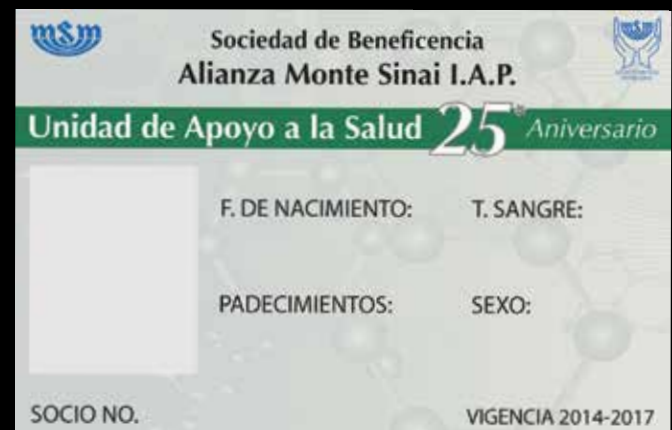 msm
Sociedad de Beneficencia
Alianza Monte Sinai I.A.P.
Unidad de Apoyo a la Salud 25° Aniversario
F. DE NACIMIENTO: T. SANGRE:
PADECIMIENTOS: SEXO:
SOCIO NO. VIGENCIA 2014-2017